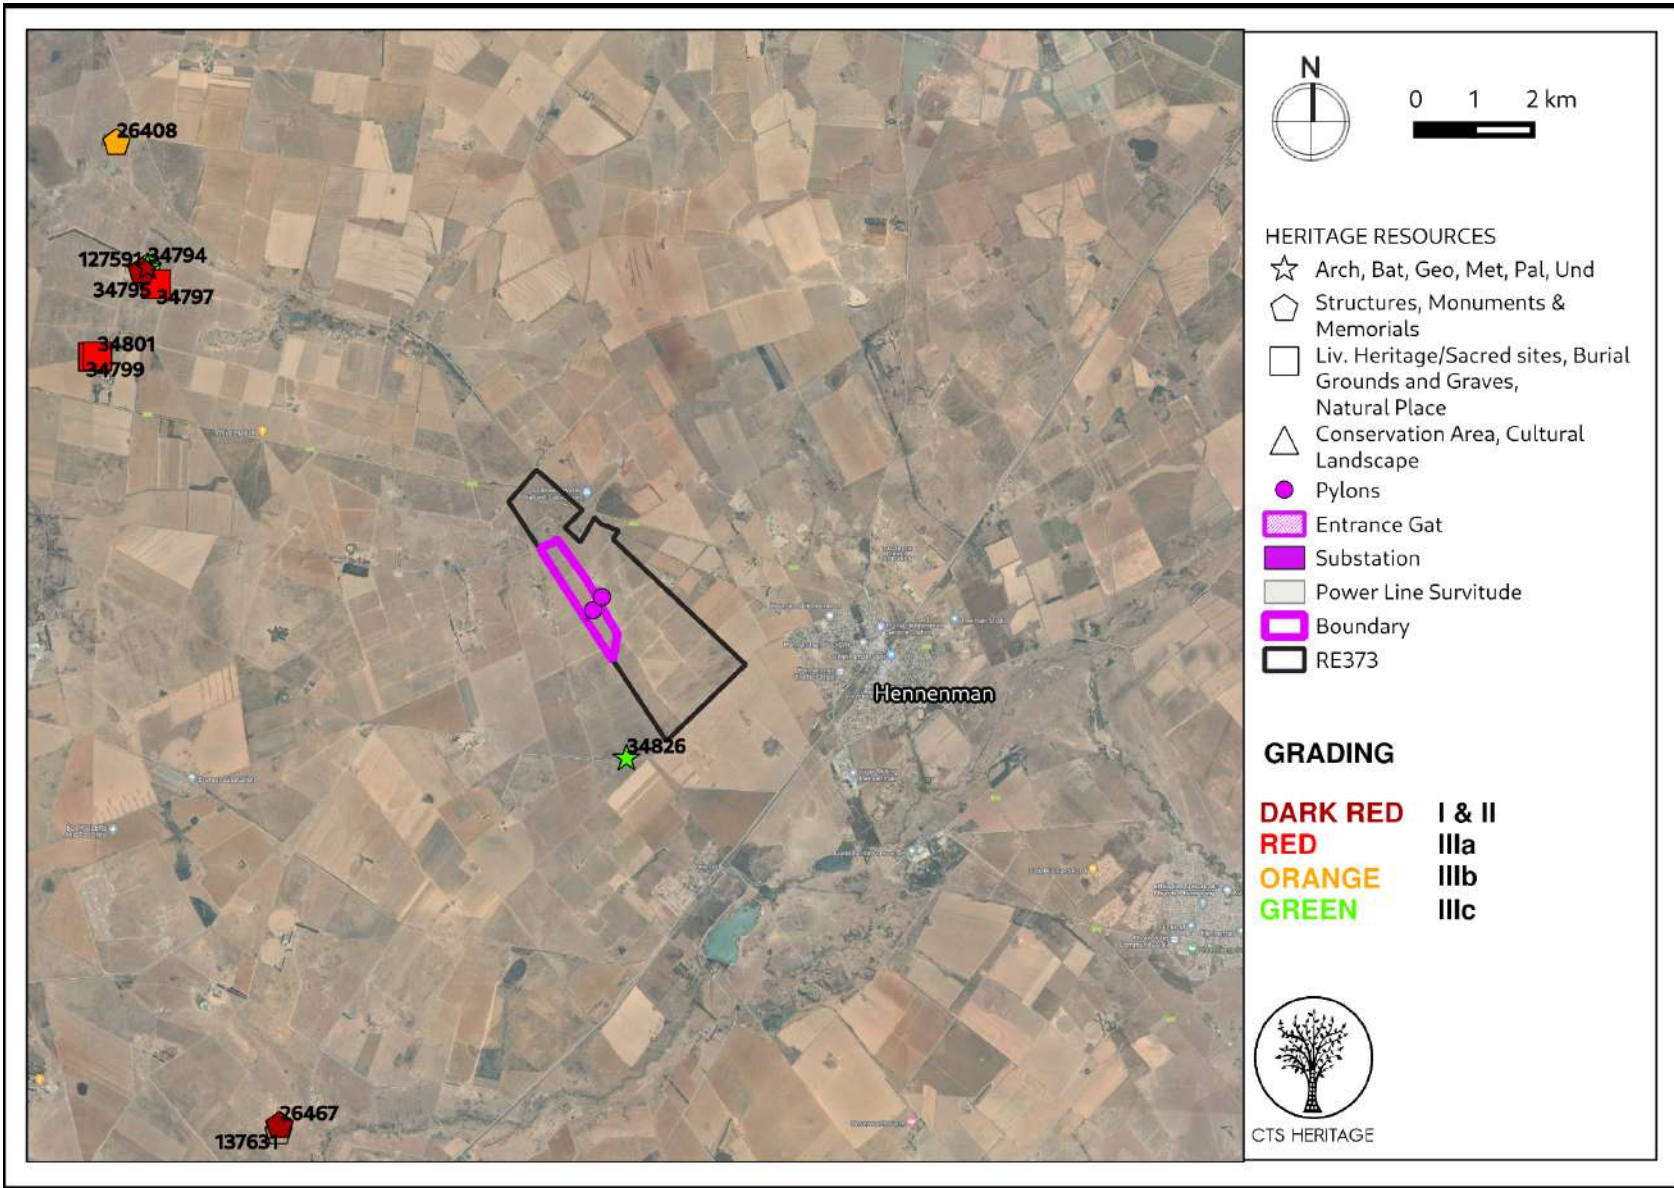 26408
127591
34794
34795
34797
34801
34799
34826
Hennenman
26467
137631
N
0 1 2 km
HERITAGE RESOURCES
Arch, Bat, Geo, Met, Pal, Und
Structures, Monuments &
Memorials
Liv. Heritage/Sacred sites, Burial
Grounds and Graves,
Natural Place
Conservation Area, Cultural
Landscape
Pylons
Entrance Gat
Substation
Power Line Survitude
Boundary
RE373
GRADING
DARK RED I & II
RED IIIa
ORANGE IIIb
GREEN IIIc
CTS HERITAGE